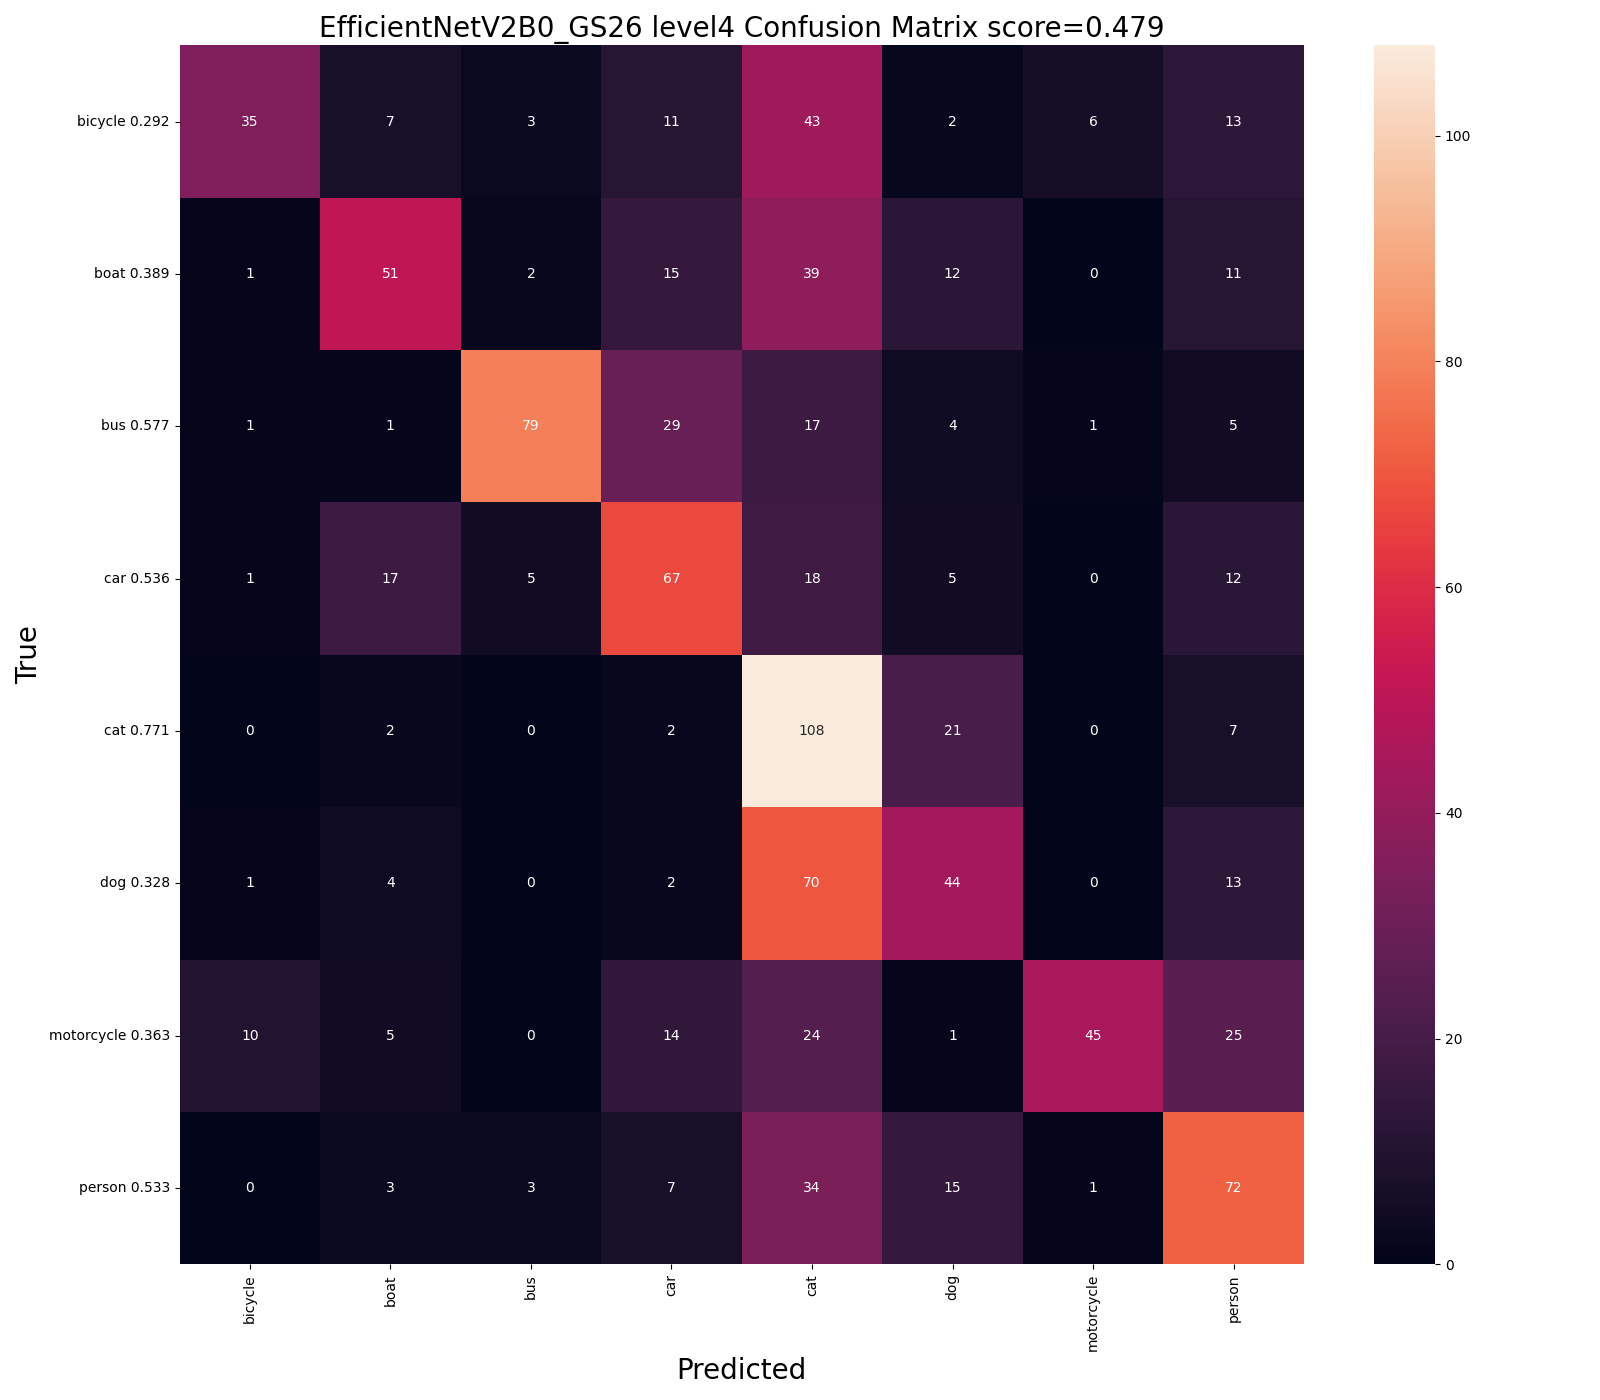 EfficientNetV2B0_GS26 level4 Confusion Matrix score=0.479
bicycle 0.292 35 7 3 11 43 2 6 13
boat 0.389 1 51 2 15 39 12 0 11
bus 0.577 1 1 79 29 17 4 1 5
car 0.536 1 17 5 67 18 5 0 12
cat 0.771 0 2 0 2 108 21 0 7
dog 0.328 1 4 0 2 70 44 0 13
motorcycle 0.363 10 5 0 14 24 1 45 25
person 0.533 0 3 3 7 34 15 1 72
True
bicycle boat bus car cat dog motorcycle person
Predicted
100
80
60
40
20
0